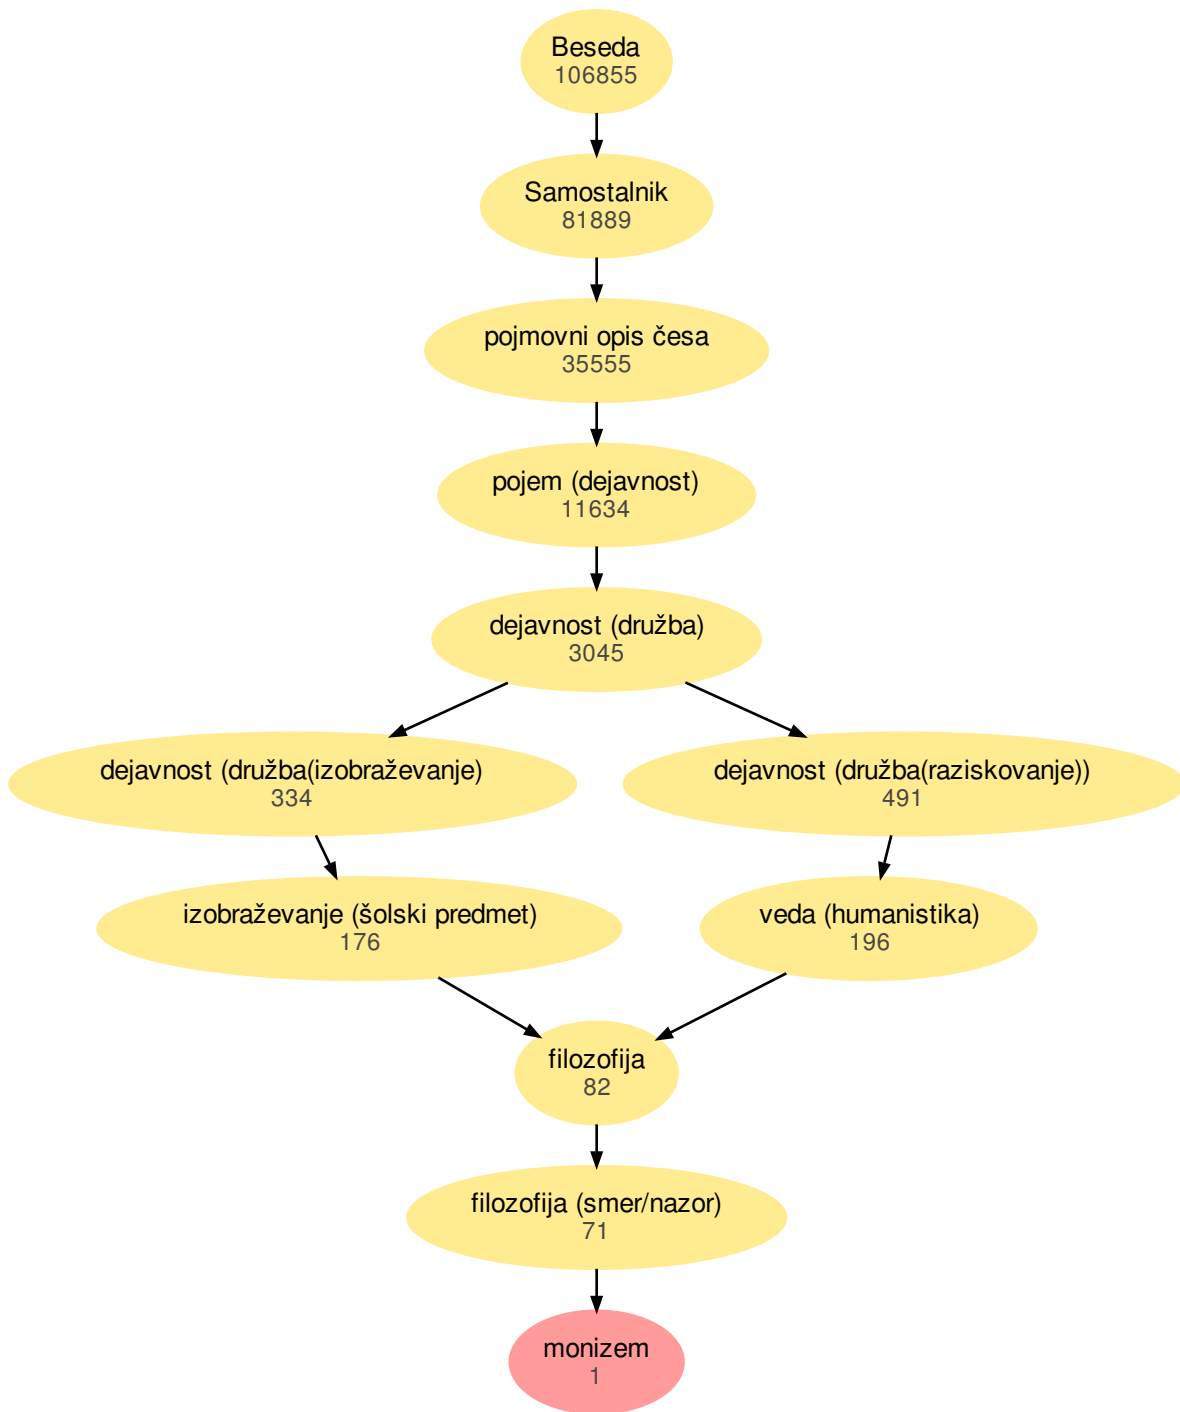 Beseda
106855
Samostalnik
81889
pojmovni opis česa
35555
pojem (dejavnost)
11634
dejavnost (družba)
3045
dejavnost (družba(izobraževanje)
334
dejavnost (družba(raziskovanje))
491
izobraževanje (šolski predmet)
176
veda (humanistika)
196
filozofija
82
filozofija (smer/nazor)
71
monizem
1